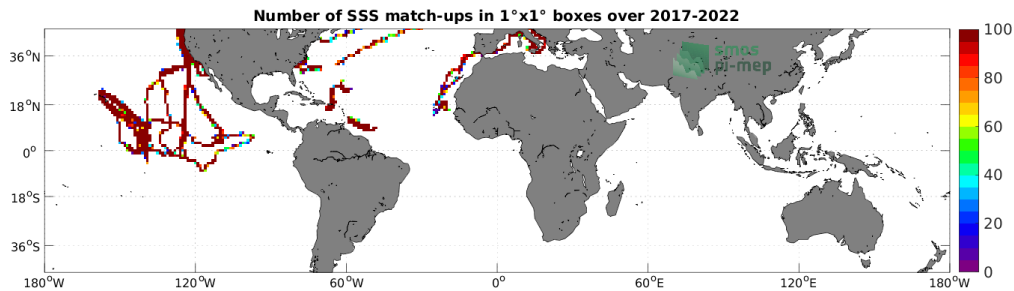 Number of SSS match-ups in 1°x1° boxes over 2017-2022
36°N
18°N
0°
18°S
36°S
180°W
120°W
60°W
0°
60°E
120°E
180°W
100
80
60
40
20
0
smos
pi-mep